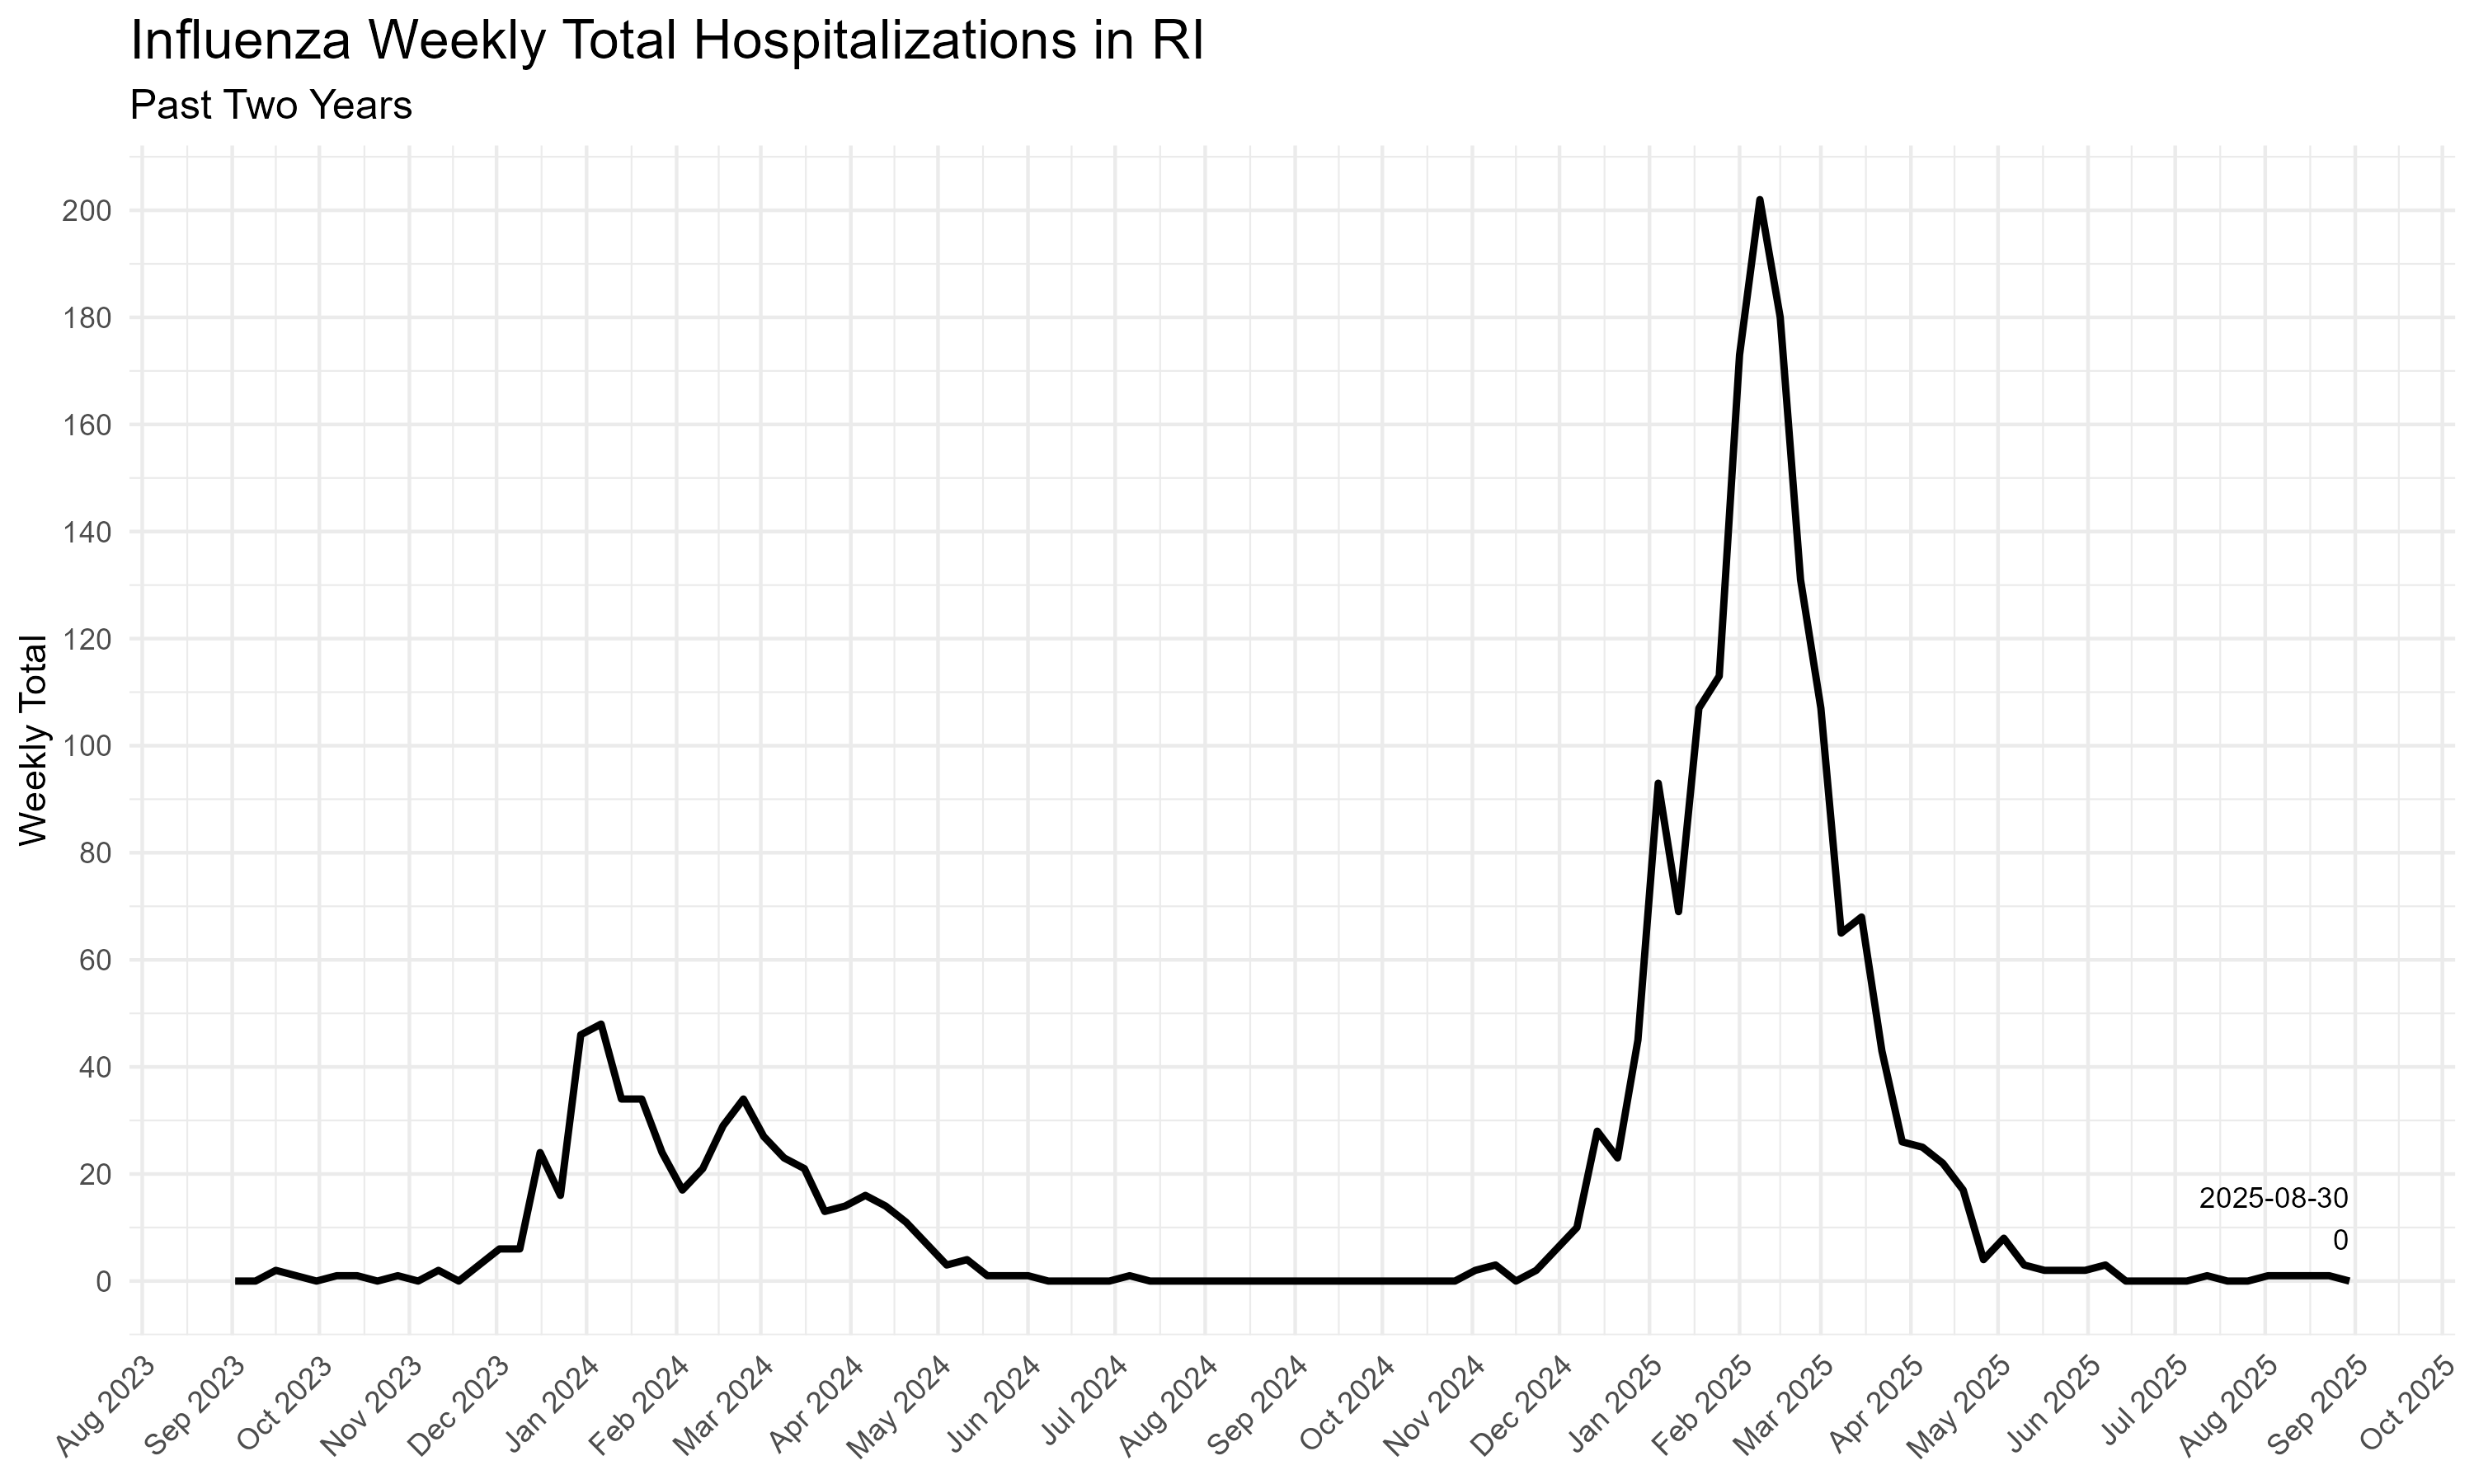 Influenza Weekly Total Hospitalizations in RI
Past Two Years
Weekly Total
200
180
160
140
120
100
80
60
40
20
0
2025-08-30
0
Aug 2023
Sep 2023
Oct 2023
Nov 2023
Dec 2023
Jan 2024
Feb 2024
Mar 2024
Apr 2024
May 2024
Jun 2024
Jul 2024
Aug 2024
Sep 2024
Oct 2024
Nov 2024
Dec 2024
Jan 2025
Feb 2025
Mar 2025
Apr 2025
May 2025
Jun 2025
Jul 2025
Aug 2025
Sep 2025
Oct 2025